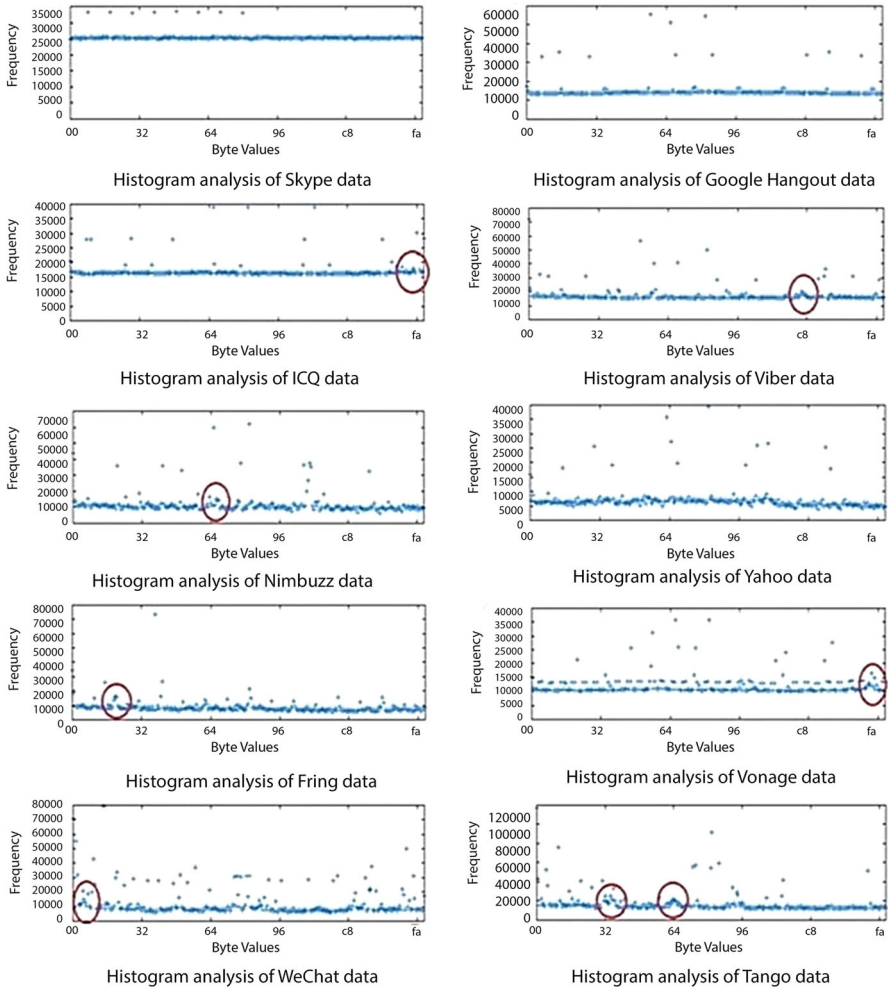 35000
30000
25000
20000
15000
10000
5000
0
Frequency
00 32 64 96 c8 fa
Byte Values
Histogram analysis of Skype data
60000
50000
40000
30000
20000
10000
0
Frequency
00 32 64 96 c8 fa
Byte Values
Histogram analysis of Google Hangout data
40000
35000
30000
25000
20000
15000
10000
5000
0
Frequency
00 32 64 96 c8 fa
Byte Values
Histogram analysis of ICQ data
80000
70000
60000
50000
40000
30000
20000
10000
0
Frequency
00 32 64 96 c8 fa
Byte Values
Histogram analysis of Viber data
70000
60000
50000
40000
30000
20000
10000
0
Frequency
00 32 64 96 c8 fa
Byte Values
Histogram analysis of Nimbuzz data
40000
35000
30000
25000
20000
15000
10000
5000
0
Frequency
00 32 64 96 c8 fa
Byte Values
Histogram analysis of Yahoo data
80000
70000
60000
50000
40000
30000
20000
10000
0
Frequency
00 32 64 96 c8 fa
Byte Values
Histogram analysis of Fring data
40000
35000
30000
25000
20000
15000
10000
5000
0
Frequency
00 32 64 96 c8 fa
Byte Values
Histogram analysis of Vonage data
80000
70000
60000
50000
40000
30000
20000
10000
0
Frequency
00 32 64 96 c8 fa
Byte Values
Histogram analysis of WeChat data
120000
100000
80000
60000
40000
20000
0
Frequency
00 32 64 96 c8 fa
Byte Values
Histogram analysis of Tango data